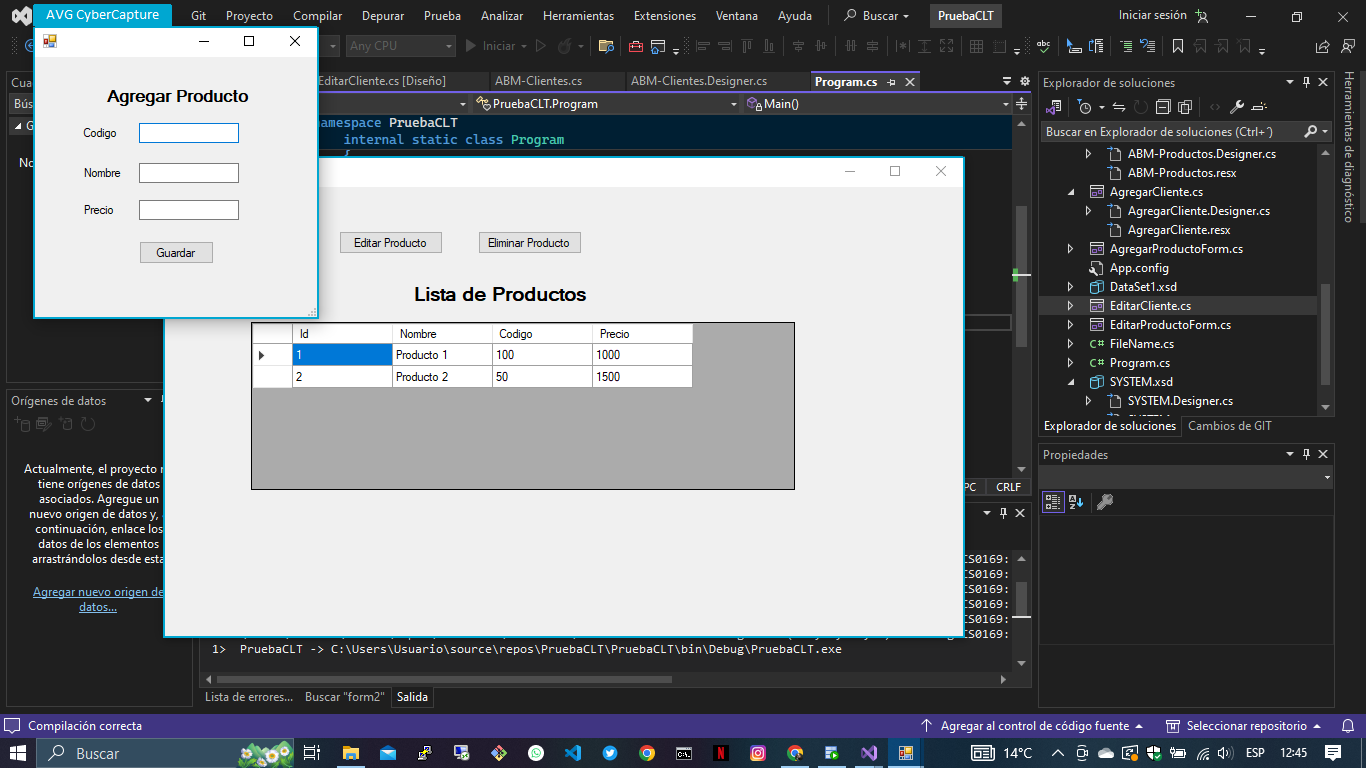 AVG CyberCapture
Git Proyecto Compilar Depurar Prueba Analizar Herramientas Extensiones Ventana Ayuda Buscar PruebaCLT Iniciar sesión
Any CPU Iniciar
EditarCliente.cs [Diseño] ABM-Clientes.cs ABM-Clientes.Designer.cs Program.cs
PruebaCLT.Program Main()
namespace PruebaCLT
internal static class Program
}
Agregar Producto
Codigo
Nombre
Precio
Guardar
Editar Producto Eliminar Producto
Lista de Productos
Id Nombre Codigo Precio
1 Producto 1 100 1000
2 Producto 2 50 1500
Orígenes de datos
Actualmente, el proyecto n
tiene orígenes de datos
asociados. Agregue un
nuevo origen de datos y,
continuación, enlace los
datos de los elementos
arrastrándolos desde esta
Agregar nuevo origen de
datos...
PC CRLF
CS0169:
CS0169:
CS0169:
CS0169:
CS0169:
CS0169:
1> PruebaCLT -> C:\Users\Usuario\source\repos\PruebaCLT\PruebaCLT\bin\Debug\PruebaCLT.exe
Lista de errores... Buscar "form2" Salida
Explorador de soluciones
Buscar en Explorador de soluciones (Ctrl+´)
ABM-Productos.Designer.cs
ABM-Productos.resx
AgregarCliente.cs
AgregarCliente.Designer.cs
AgregarCliente.resx
AgregarProductoForm.cs
App.config
DataSet1.xsd
EditarCliente.cs
EditarProductoForm.cs
C# FileName.cs
C# Program.cs
SYSTEM.xsd
SYSTEM.Designer.cs
Explorador de soluciones Cambios de GIT
Propiedades
Herramientas de diagnóstico
Compilación correcta Agregar al control de código fuente Seleccionar repositorio
Buscar 14°C ESP 12:45